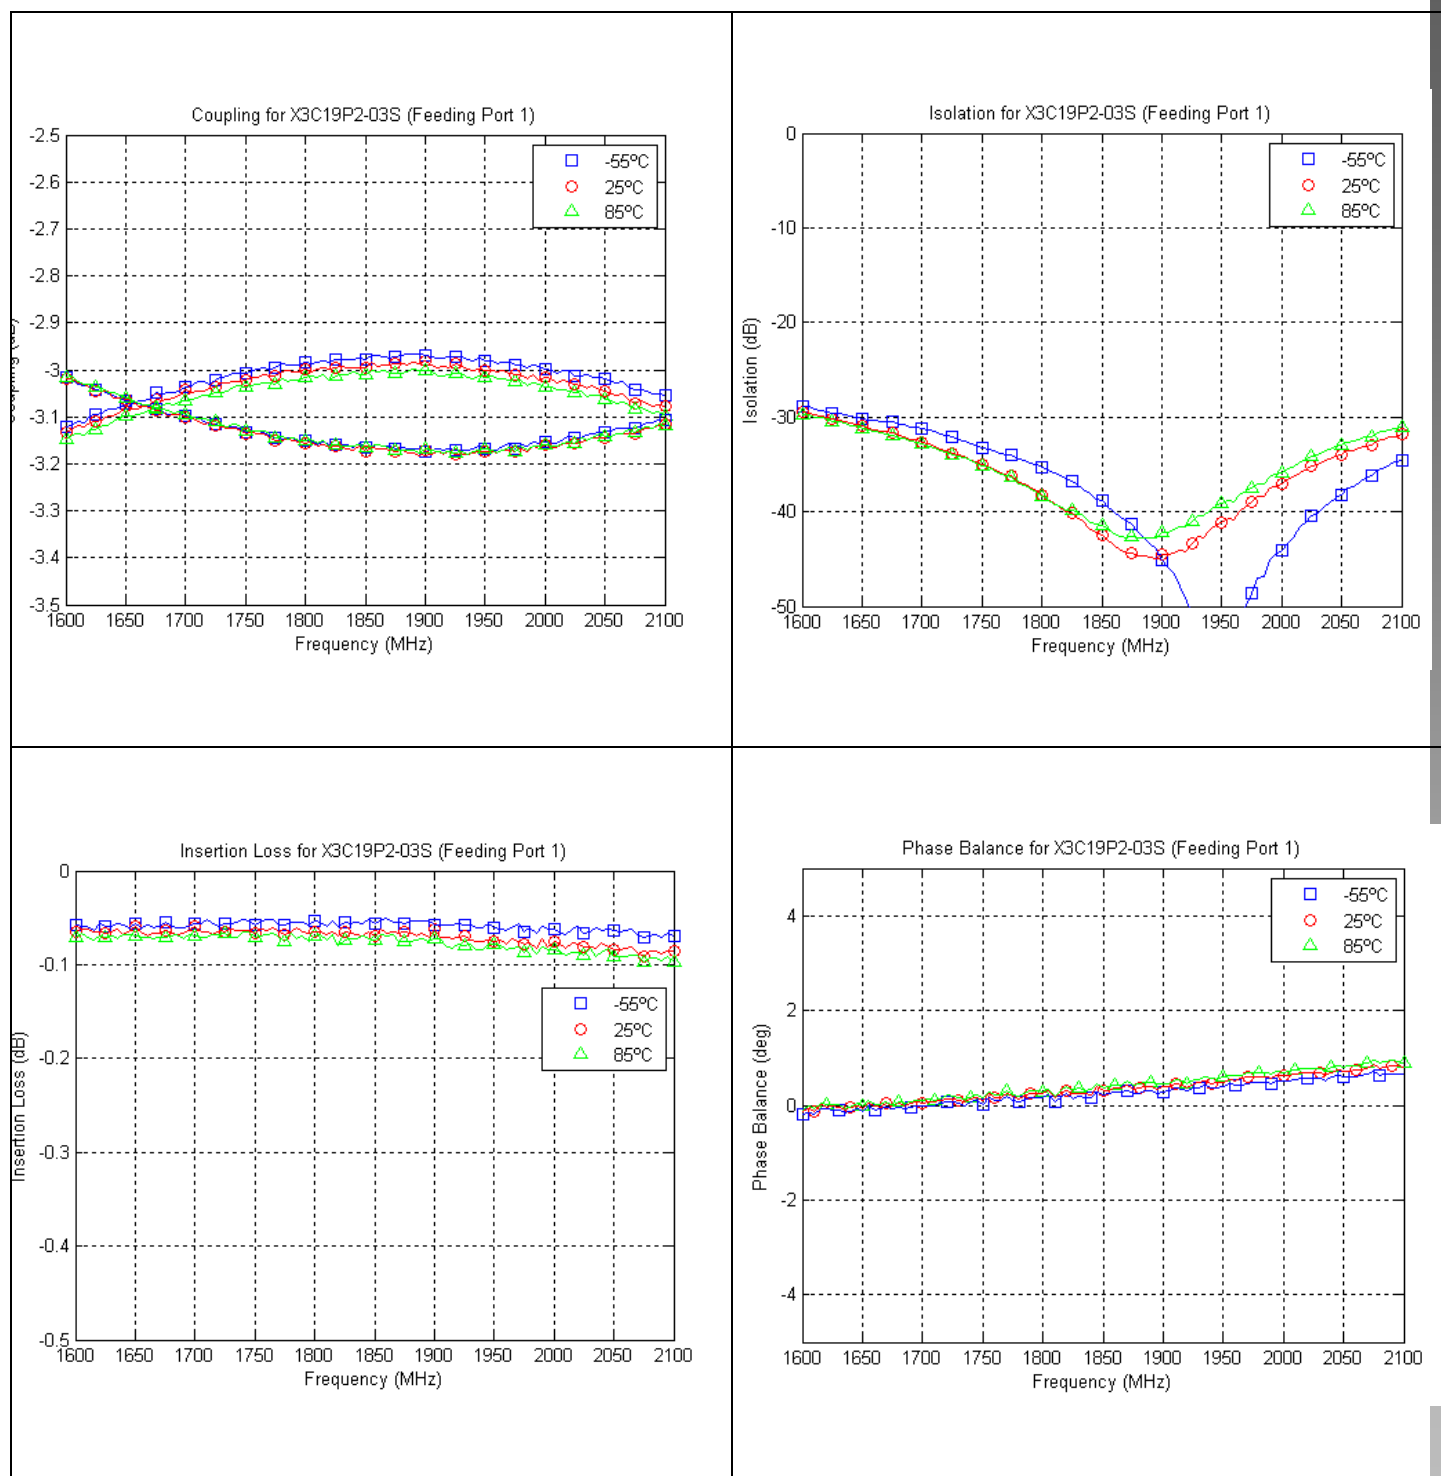 Coupling for X3C19P2-03S (Feeding Port 1)
-2.5
-2.6
-2.7
-2.8
-2.9
-3
-3.1
-3.2
-3.3
-3.4
-3.5
-55ºC
25ºC
85ºC
1600 1650 1700 1750 1800 1850 1900 1950 2000 2050 2100
Frequency (MHz)
Isolation for X3C19P2-03S (Feeding Port 1)
0
-10
-20
-30
-40
-50
Isolation (dB)
-55ºC
25ºC
85ºC
1600 1650 1700 1750 1800 1850 1900 1950 2000 2050 2100
Frequency (MHz)
Insertion Loss for X3C19P2-03S (Feeding Port 1)
0
-0.1
-0.2
-0.3
-0.4
-0.5
Insertion Loss (dB)
-55ºC
25ºC
85ºC
1600 1650 1700 1750 1800 1850 1900 1950 2000 2050 2100
Frequency (MHz)
Phase Balance for X3C19P2-03S (Feeding Port 1)
4
2
0
-2
-4
Phase Balance (deg)
-55ºC
25ºC
85ºC
1600 1650 1700 1750 1800 1850 1900 1950 2000 2050 2100
Frequency (MHz)